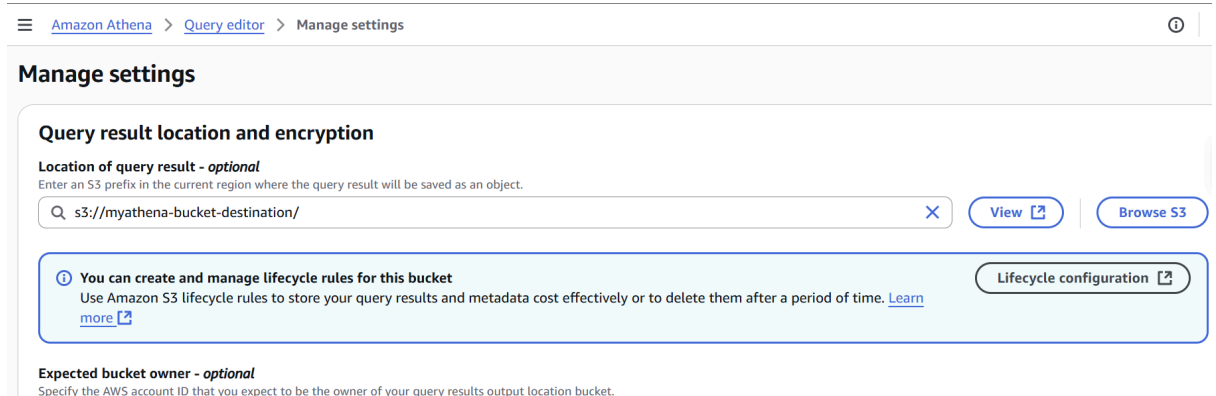 Amazon Athena > Query editor > Manage settings
Manage settings
Query result location and encryption
Location of query result - optional
Enter an S3 prefix in the current region where the query result will be saved as an object.
s3://myathena-bucket-destination/
View
Browse S3
You can create and manage lifecycle rules for this bucket
Lifecycle configuration
Use Amazon S3 lifecycle rules to store your query results and metadata cost effectively or to delete them after a period of time. Learn
more
Expected bucket owner - optional
Specify the AWS account ID that you expect to be the owner of your query results output location bucket.